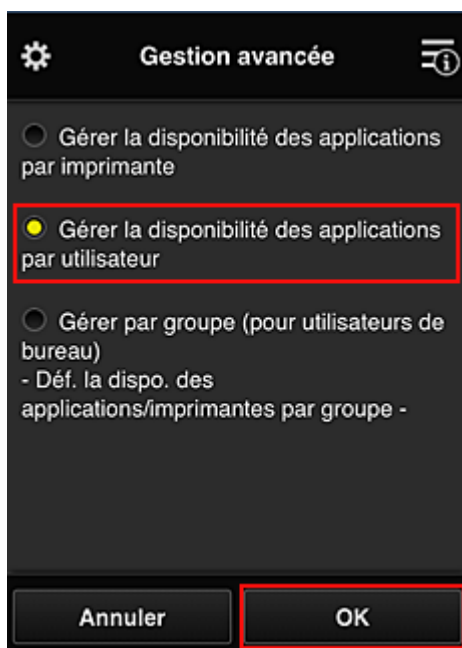 Gestion avancée
Gérer la disponibilité des applications
par imprimante
Gérer la disponibilité des applications
par utilisateur
Gérer par groupe (pour utilisateurs de
bureau)
- Déf. la dispo. des
applications/imprimantes par groupe -
Annuler
OK